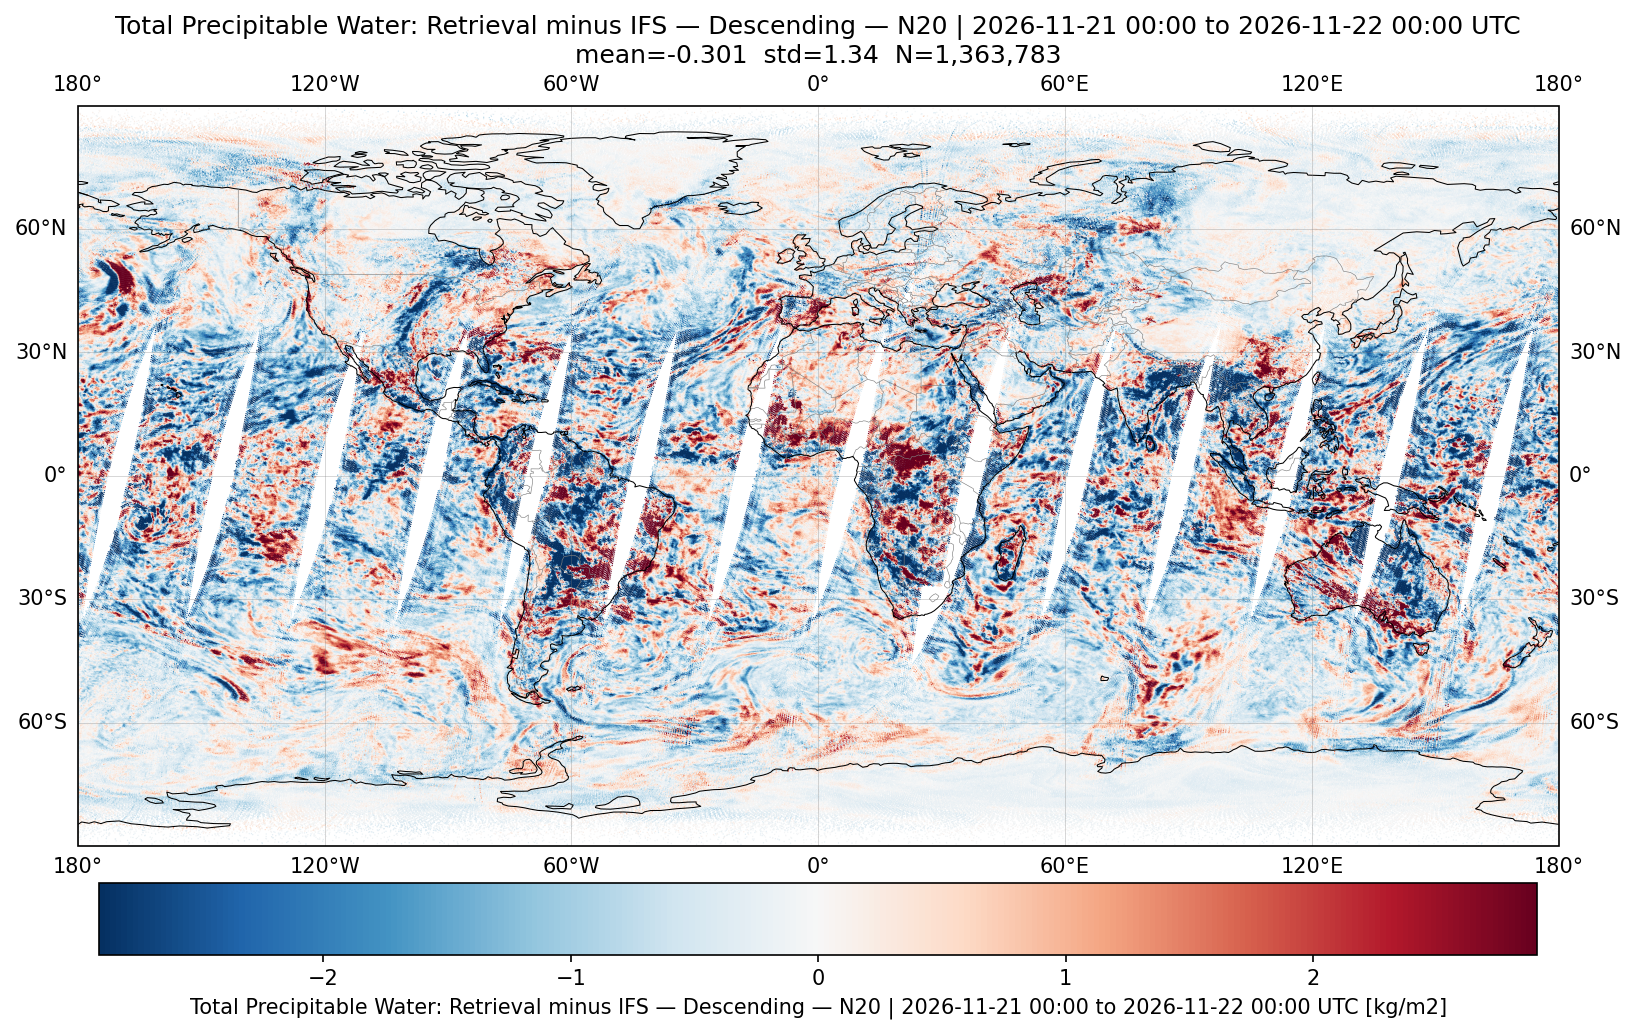 Total Precipitable Water: Retrieval minus IFS — Descending — N20 | 2026-11-21 00:00 to 2026-11-22 00:00 UTC
mean=-0.301  std=1.34  N=1,363,783
180° 120°W 60°W 0° 60°E 120°E 180°
60°N 60°N
30°N 30°N
0° 0°
30°S 30°S
60°S 60°S
180° 120°W 60°W 0° 60°E 120°E 180°
−2 −1 0 1 2
Total Precipitable Water: Retrieval minus IFS — Descending — N20 | 2026-11-21 00:00 to 2026-11-22 00:00 UTC [kg/m2]